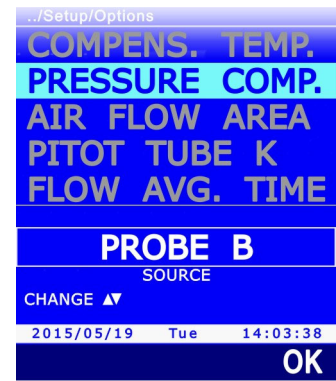 ../Setup/Options
COMPENS. TEMP.
PRESSURE COMP.
AIR FLOW AREA
PITOT TUBE K
FLOW AVG. TIME
PROBE B
SOURCE
CHANGE ▲▼
2015/05/19 Tue 14:03:38
OK